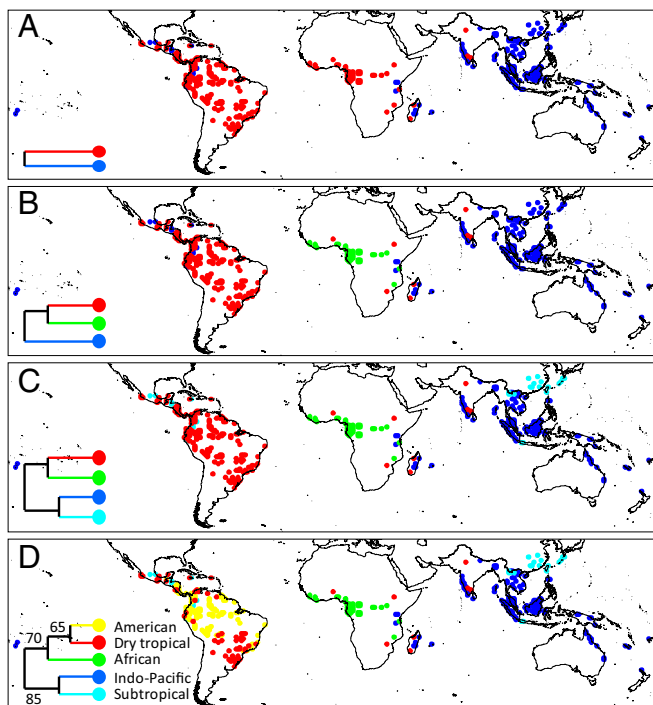 A
B
C
D
65
American
70
Dry tropical
African
Indo-Pacific
85
Subtropical